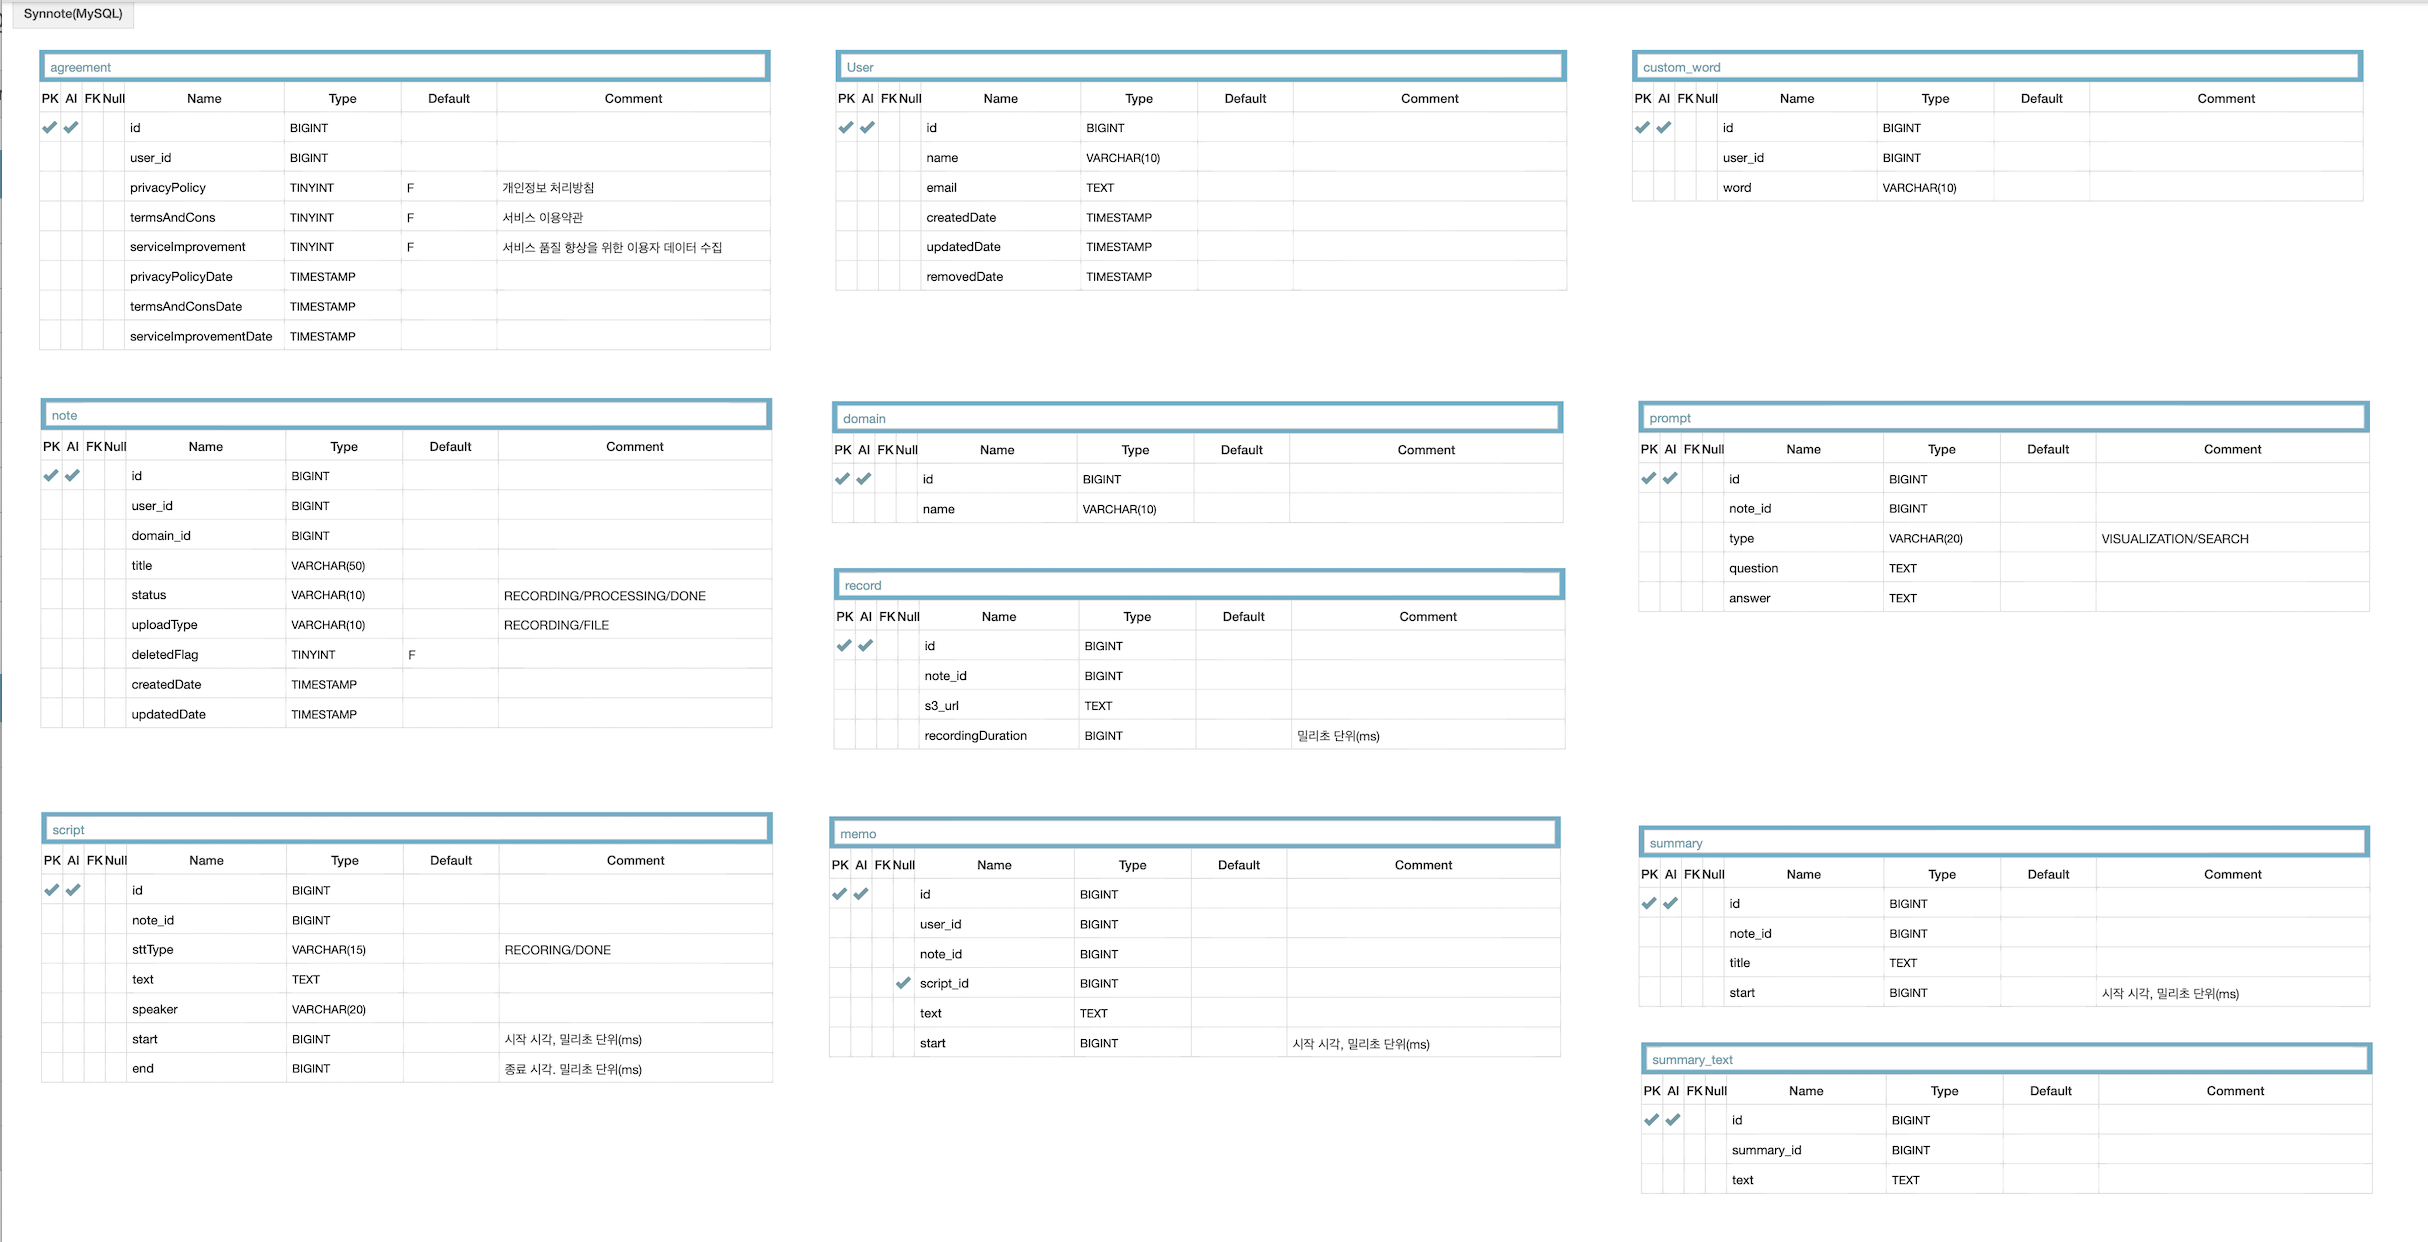 Synnote(MySQL)
agreement
PK AI FK Null Name Type Default Comment
id BIGINT
user_id BIGINT
privacyPolicy TINYINT F 개인정보 처리방침
termsAndCons TINYINT F 서비스 이용약관
serviceImprovement TINYINT F 서비스 품질 향상을 위한 이용자 데이터 수집
privacyPolicyDate TIMESTAMP
termsAndConsDate TIMESTAMP
serviceImprovementDate TIMESTAMP
User
PK AI FK Null Name Type Default Comment
id BIGINT
name VARCHAR(10)
email TEXT
createdDate TIMESTAMP
updatedDate TIMESTAMP
removedDate TIMESTAMP
custom_word
PK AI FK Null Name Type Default Comment
id BIGINT
user_id BIGINT
word VARCHAR(10)
note
PK AI FK Null Name Type Default Comment
id BIGINT
user_id BIGINT
domain_id BIGINT
title VARCHAR(50)
status VARCHAR(10) RECORDING/PROCESSING/DONE
uploadType VARCHAR(10) RECORDING/FILE
deletedFlag TINYINT F
createdDate TIMESTAMP
updatedDate TIMESTAMP
domain
PK AI FK Null Name Type Default Comment
id BIGINT
name VARCHAR(10)
record
PK AI FK Null Name Type Default Comment
id BIGINT
note_id BIGINT
s3_url TEXT
recordingDuration BIGINT 밀리초 단위(ms)
prompt
PK AI FK Null Name Type Default Comment
id BIGINT
note_id BIGINT
type VARCHAR(20) VISUALIZATION/SEARCH
question TEXT
answer TEXT
script
PK AI FK Null Name Type Default Comment
id BIGINT
note_id BIGINT
sttType VARCHAR(15) RECORING/DONE
text TEXT
speaker VARCHAR(20)
start BIGINT 시작 시각, 밀리초 단위(ms)
end BIGINT 종료 시각. 밀리초 단위(ms)
memo
PK AI FK Null Name Type Default Comment
id BIGINT
user_id BIGINT
note_id BIGINT
script_id BIGINT
text TEXT
start BIGINT 시작 시각, 밀리초 단위(ms)
summary
PK AI FK Null Name Type Default Comment
id BIGINT
note_id BIGINT
title TEXT
start BIGINT 시작 시각, 밀리초 단위(ms)
summary_text
PK AI FK Null Name Type Default Comment
id BIGINT
summary_id BIGINT
text TEXT